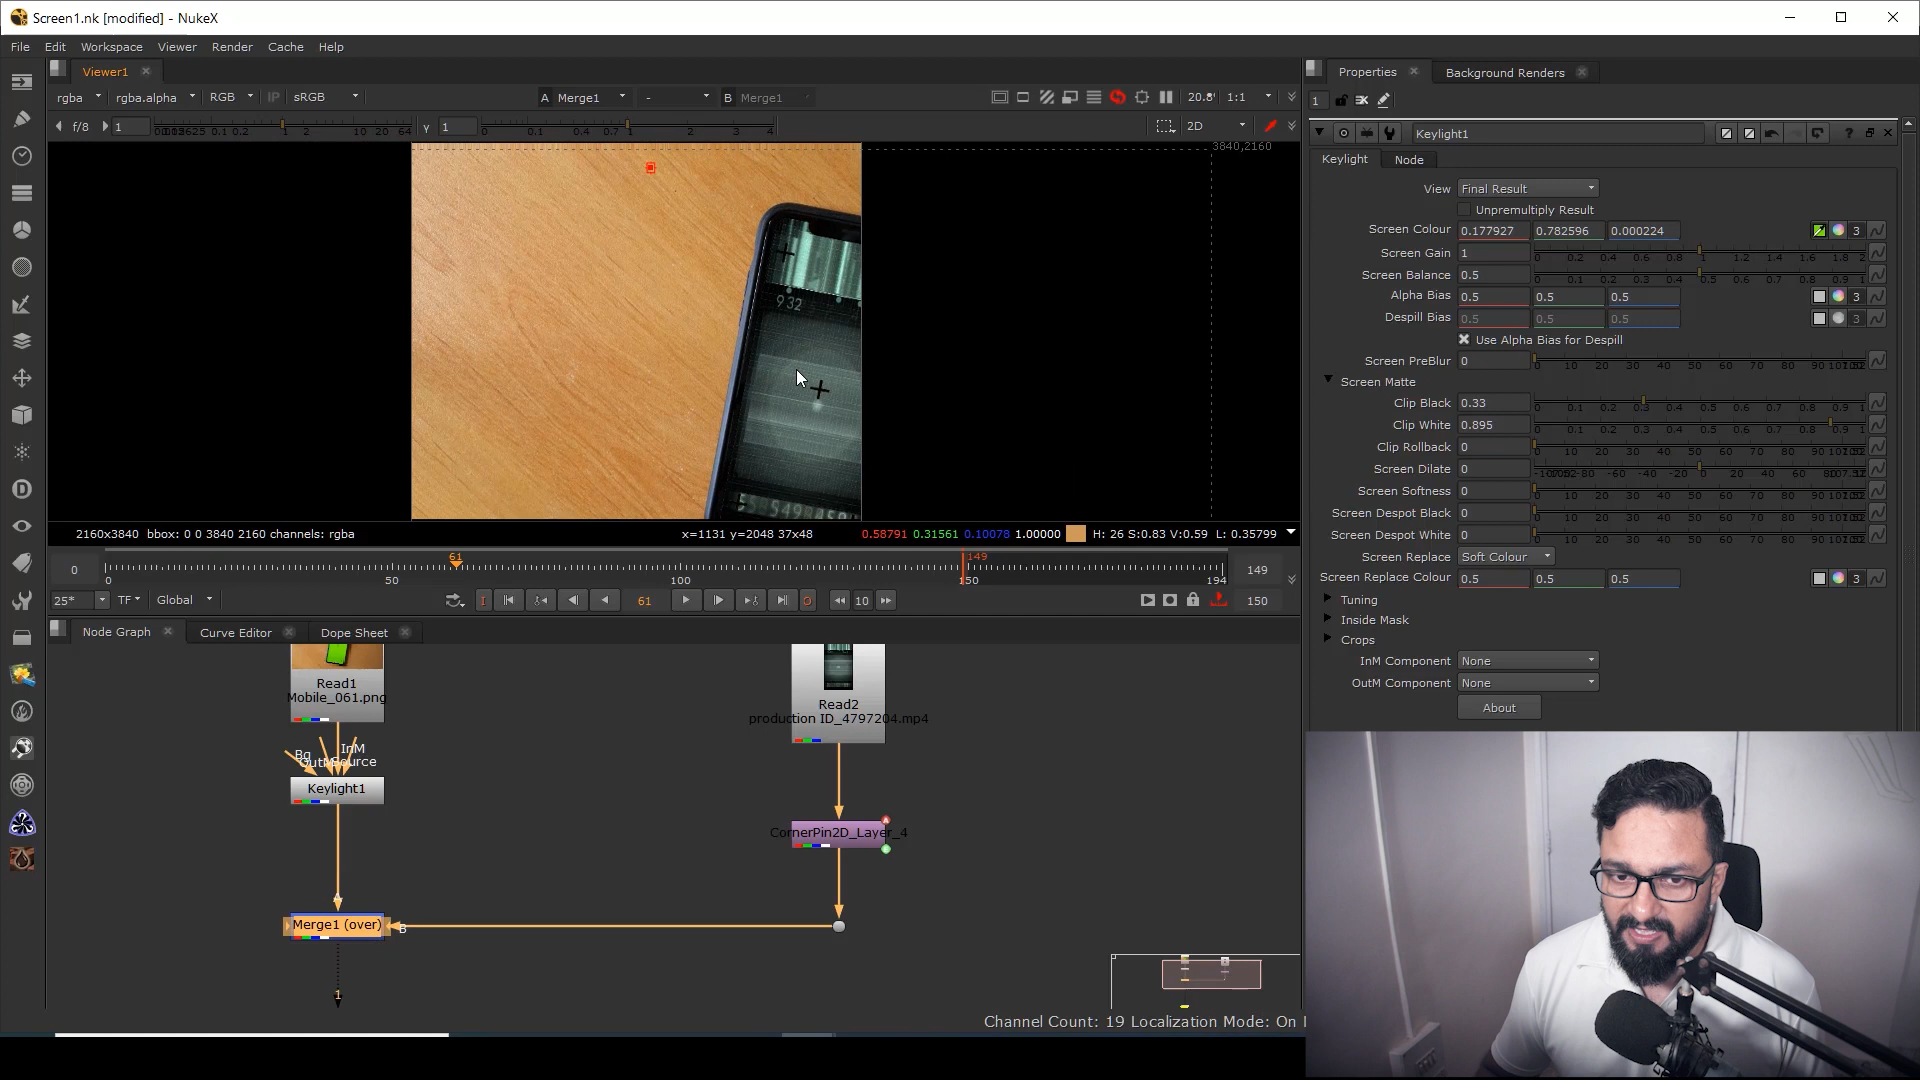 Screen1.nk [modified] - NukeX
File Edit Workspace Viewer Render Cache Help
Viewer1
rgba rgba.alpha RGB IP sRGB A Merge1 - B Merge1 20.8 1:1
f/8 1 Y 1 2D
3840,2160
932
2160x3840 bbox: 0 0 3840 2160 channels: rgba x=1131 y=2048 37x48 0.58791 0.31561 0.10078 1.00000 H: 26 S:0.83 V:0.59 L: 0.35799
0 61 149 149
0 50 100 150 194
25* TF Global I 61 O 10 150
Node Graph Curve Editor Dope Sheet
Read1
Mobile_061.png
Read2
production ID_4797204.mp4
Bg InM
OutM Source
Keylight1
CornerPin2D_Layer_4
A
Merge1 (over) B
1
Channel Count: 19 Localization Mode: On
Properties Background Renders
1
Keylight1
Keylight Node
View Final Result
Unpremultiply Result
Screen Colour 0.177927 0.782596 0.000224 3
Screen Gain 1
Screen Balance 0.5
Alpha Bias 0.5 0.5 0.5 3
Despill Bias 0.5 0.5 0.5 3
Use Alpha Bias for Despill
Screen PreBlur 0
Screen Matte
Clip Black 0.33
Clip White 0.895
Clip Rollback 0
Screen Dilate 0
Screen Softness 0
Screen Despot Black 0
Screen Despot White 0
Screen Replace Soft Colour
Screen Replace Colour 0.5 0.5 0.5 3
Tuning
Inside Mask
Crops
InM Component None
OutM Component None
About